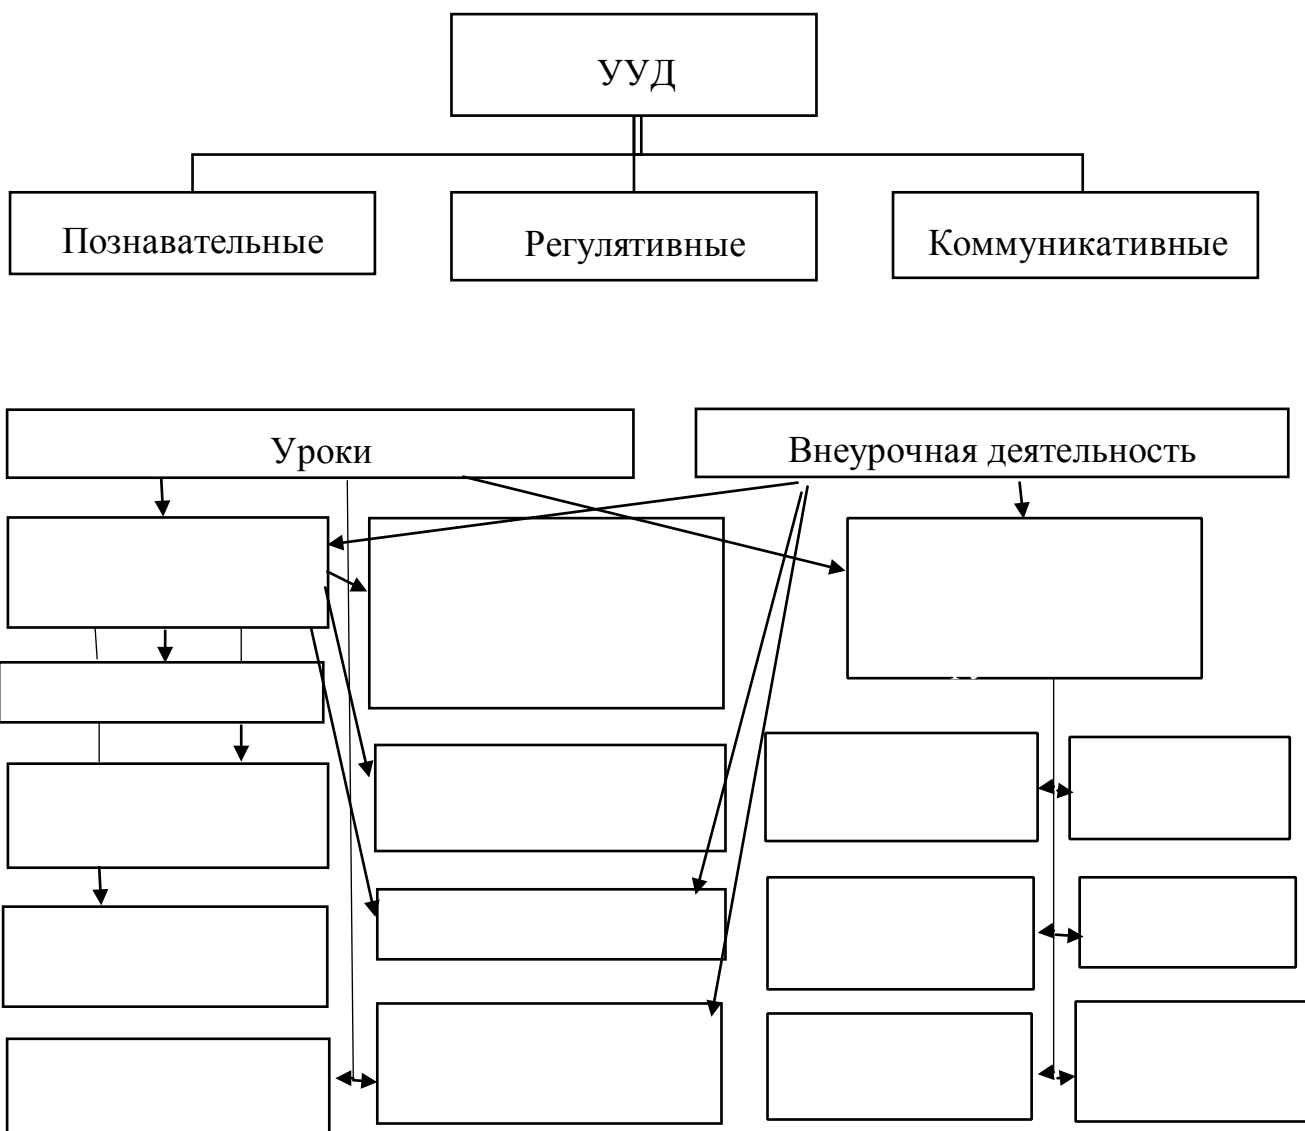 УУД
Познавательные
Регулятивные
Коммуникативные
Уроки
Внеурочная деятельность